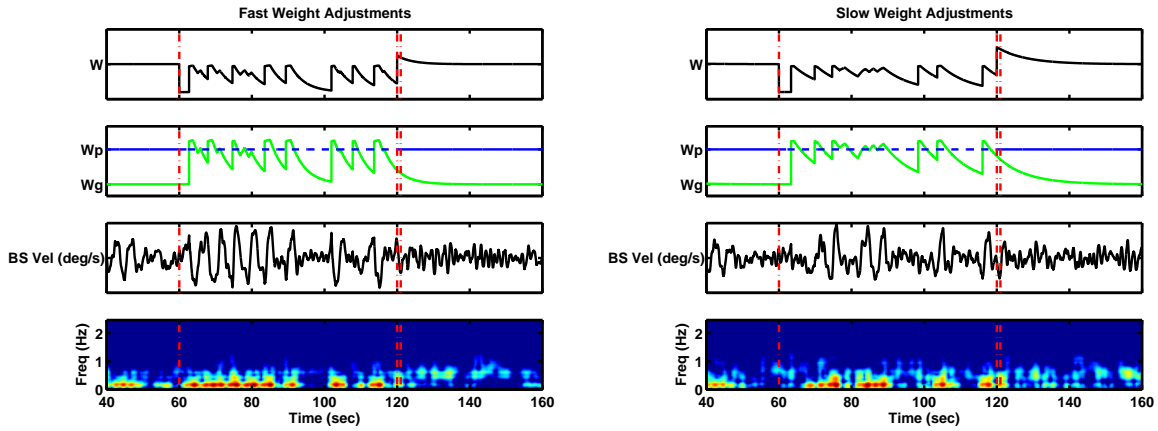 Fast Weight Adjustments
W
Wp
Wg
BS Vel (deg/s)
Freq (Hz)
2
1
0
40 60 80 100 120 140 160
Time (sec)
Slow Weight Adjustments
W
Wp
Wg
BS Vel (deg/s)
Freq (Hz)
2
1
0
40 60 80 100 120 140 160
Time (sec)